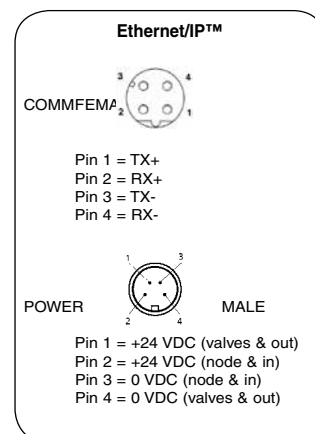 Ethernet/IP™
3 4
COMMFEMA
2 1
Pin 1 = TX+
Pin 2 = RX+
Pin 3 = TX-
Pin 4 = RX-
1 3
POWER MALE
2 4
Pin 1 = +24 VDC (valves & out)
Pin 2 = +24 VDC (node & in)
Pin 3 = 0 VDC (node & in)
Pin 4 = 0 VDC (valves & out)